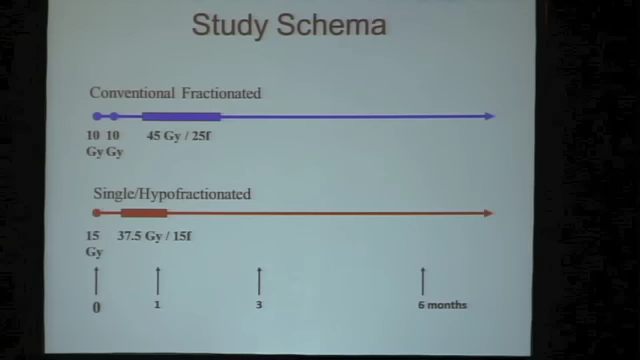 Study Schema
Conventional Fractionated
10 10
Gy Gy
45 Gy / 25f
Single/Hypofractionated
15
Gy
37.5 Gy / 15f
0
1
3
6 months